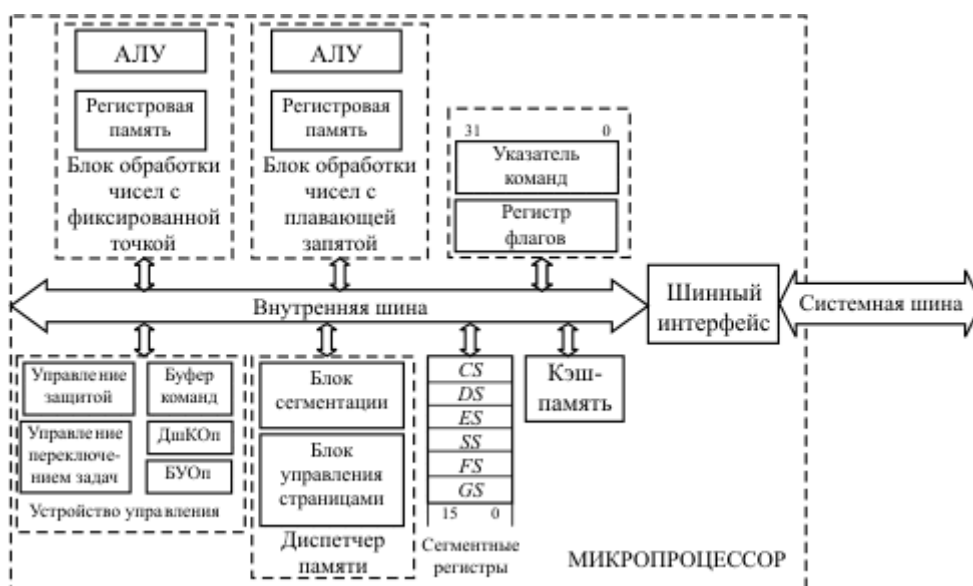 АЛУ
Регистровая
память
Блок обработки
чисел с
фиксированной
точкой
АЛУ
Регистровая
память
Блок обработки
чисел с
плавающей
запятой
31 0
Указатель
команд
Регистр
флагов
Внутренняя шина
Шинный
интерфейс
Системная шина
Управление
защитой
Буфер
команд
Управление
переключе-
нием задач
ДшКОп
БУОп
Устройство управления
Блок
сегментации
Блок
управления
страницами
Диспетчер
памяти
CS
DS
ES
SS
FS
GS
15 0
Сегментные
регистры
Кэш-
память
МИКРОПРОЦЕССОР